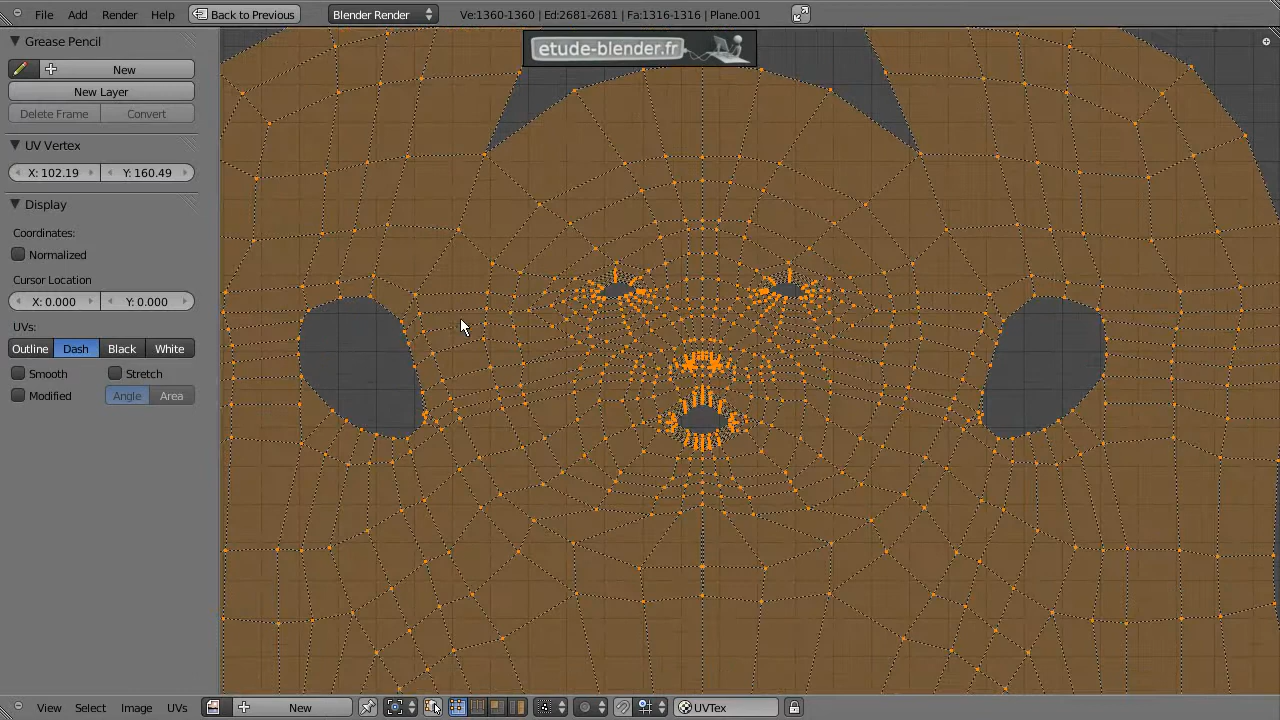 File Add Render Help Back to Previous Blender Render Ve:1360-1360 | Ed:2681-2681 | Fa:1316-1316 | Plane.001
etude-blender.fr
Grease Pencil
New
New Layer
Delete Frame Convert
UV Vertex
X: 102.19 Y: 160.49
Display
Coordinates:
Normalized
Cursor Location
X: 0.000 Y: 0.000
UVs:
Outline Dash Black White
Smooth Stretch
Modified Angle Area
View Select Image UVs New UVTex